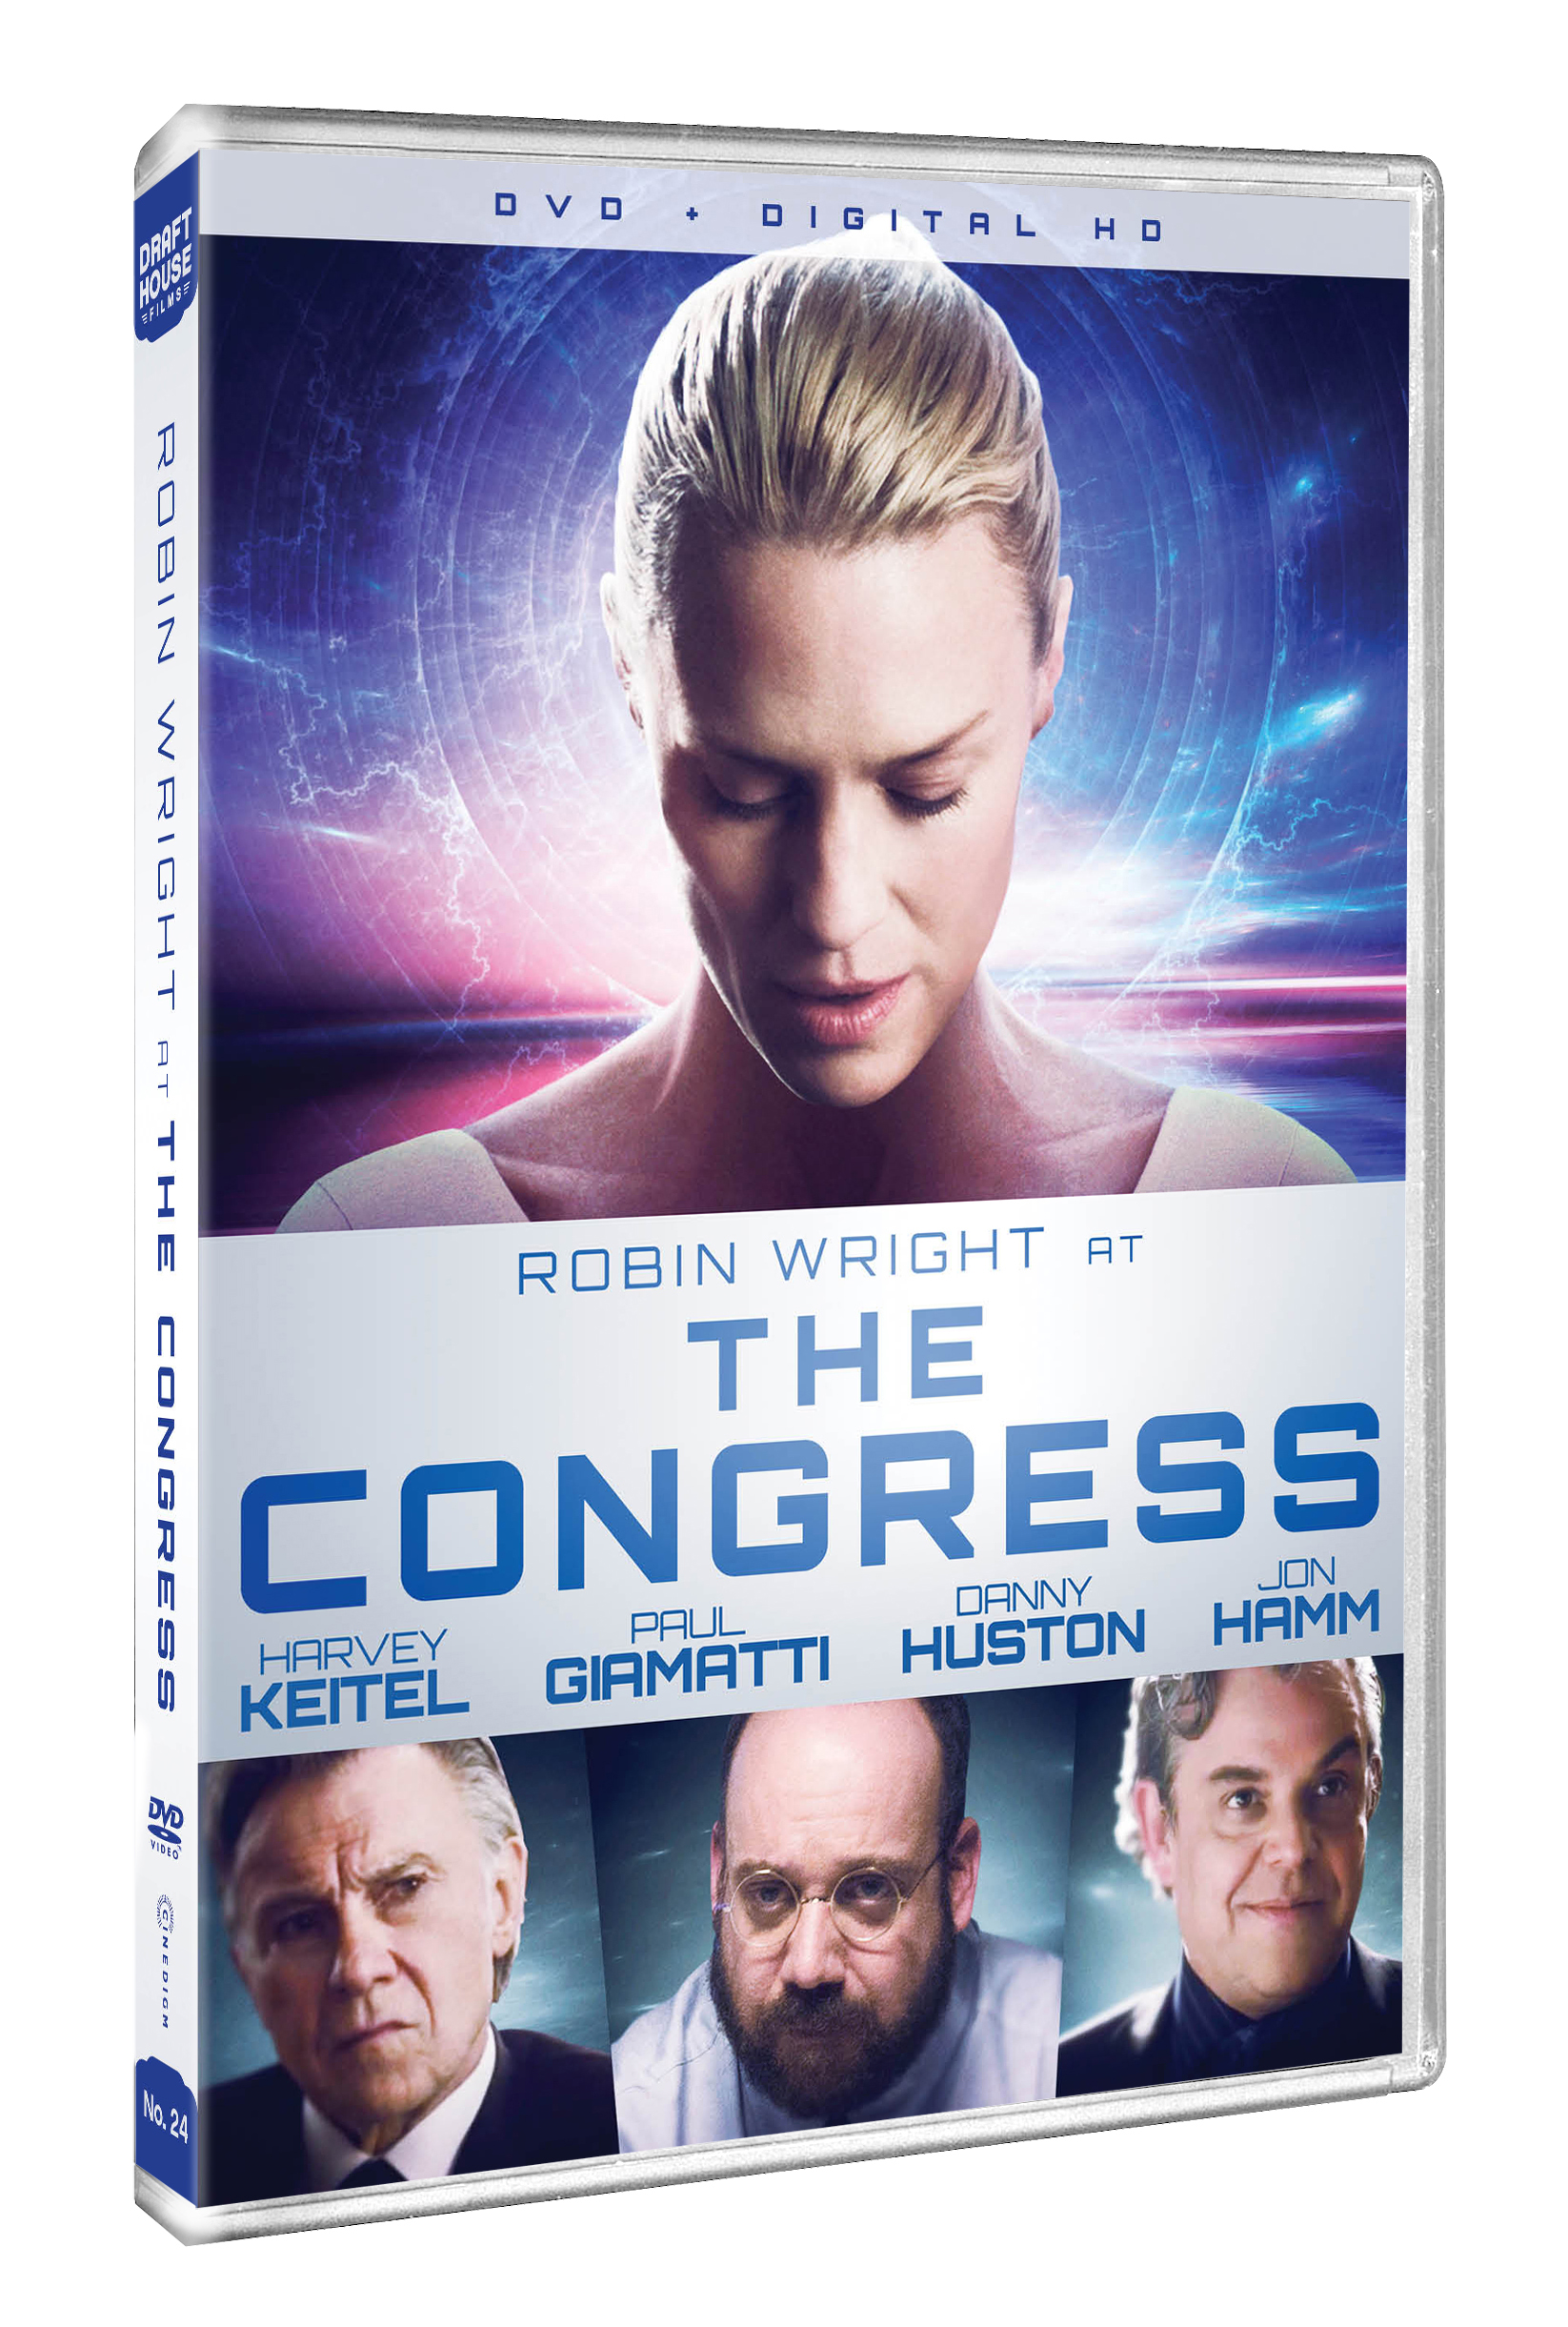 DVD + DIGITAL HD
ROBIN WRIGHT AT
THE
CONGRESS
HARVEY
KEITEL
PAUL
GIAMATTI
DANNY
HUSTON
JON
HAMM
DRAFT
HOUSE
FILMS
ROBIN WRIGHT AT THE CONGRESS
DVD
VIDEO
CINEDIGM
No. 24